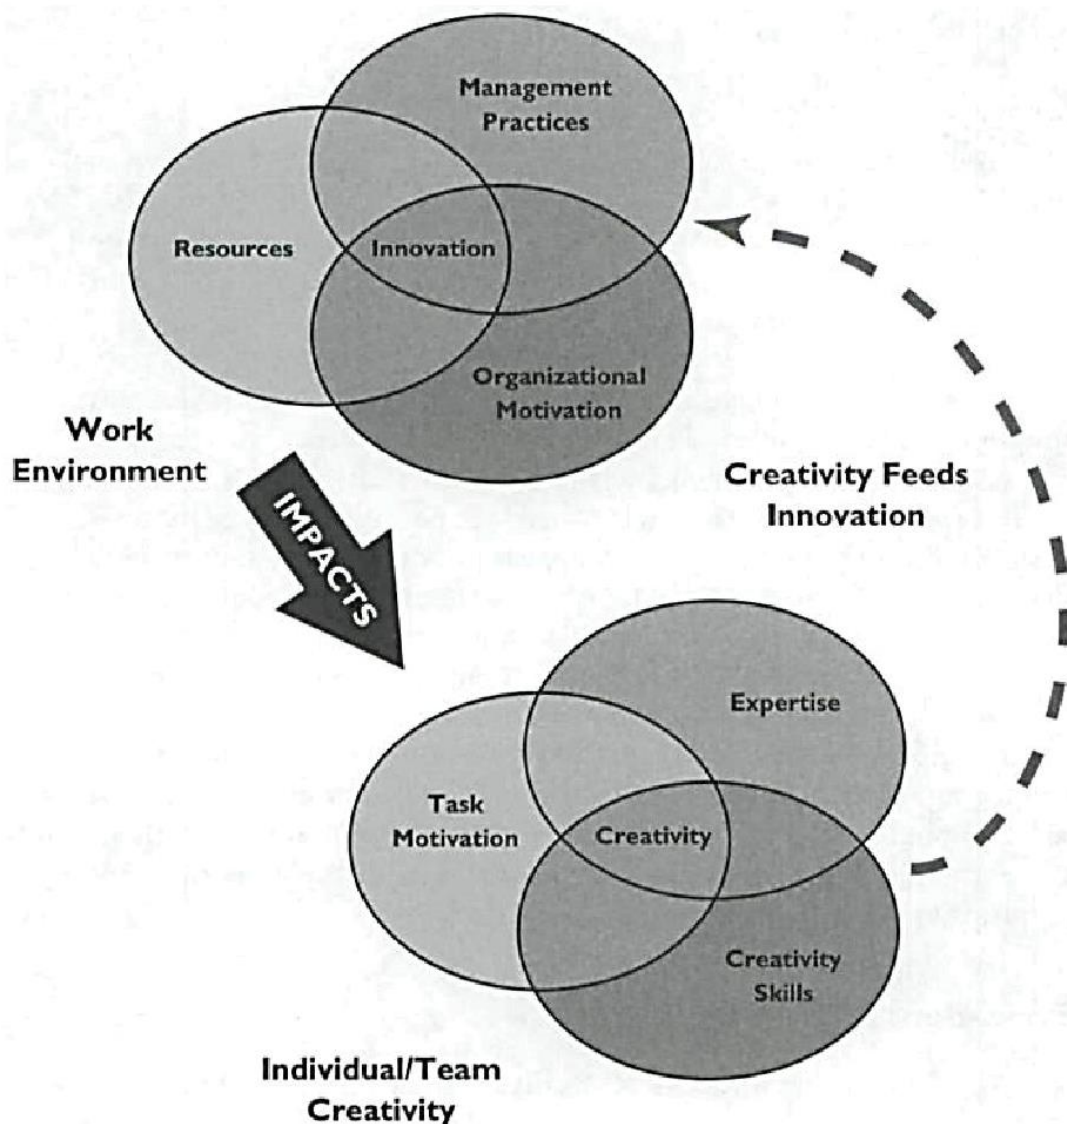 Management
Practices
Resources
Innovation
Organizational
Motivation
Work
Environment
IMPACTS
Creativity Feeds
Innovation
Expertise
Task
Motivation
Creativity
Creativity
Skills
Individual/Team
Creativity